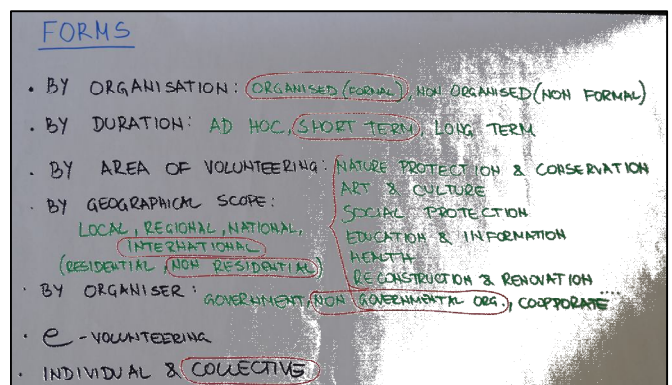 FORMS
• BY ORGANISATION: ORGANISED (FORMAL), NON ORGANISED (NON FORMAL)
• BY DURATION: AD HOC, SHORT TERM, LONG TERM
• BY AREA OF VOLUNTEERING: NATURE PROTECTION & CONSERVATION
ART & CULTURE
SOCIAL PROTECTION
EDUCATION & INFORMATION
HEALTH
RECONSTRUCTION & RENOVATION
....
• BY GEOGRAPHICAL SCOPE:
LOCAL, REGIONAL, NATIONAL,
INTERNATIONAL
(RESIDENTIAL, NON RESIDENTIAL)
• BY ORGANISER: GOVERNMENT, NON GOVERNMENTAL ORG., COOPPORATE
• e-VOLUNTEERING
• INDIVIDUAL & COLLECTIVE